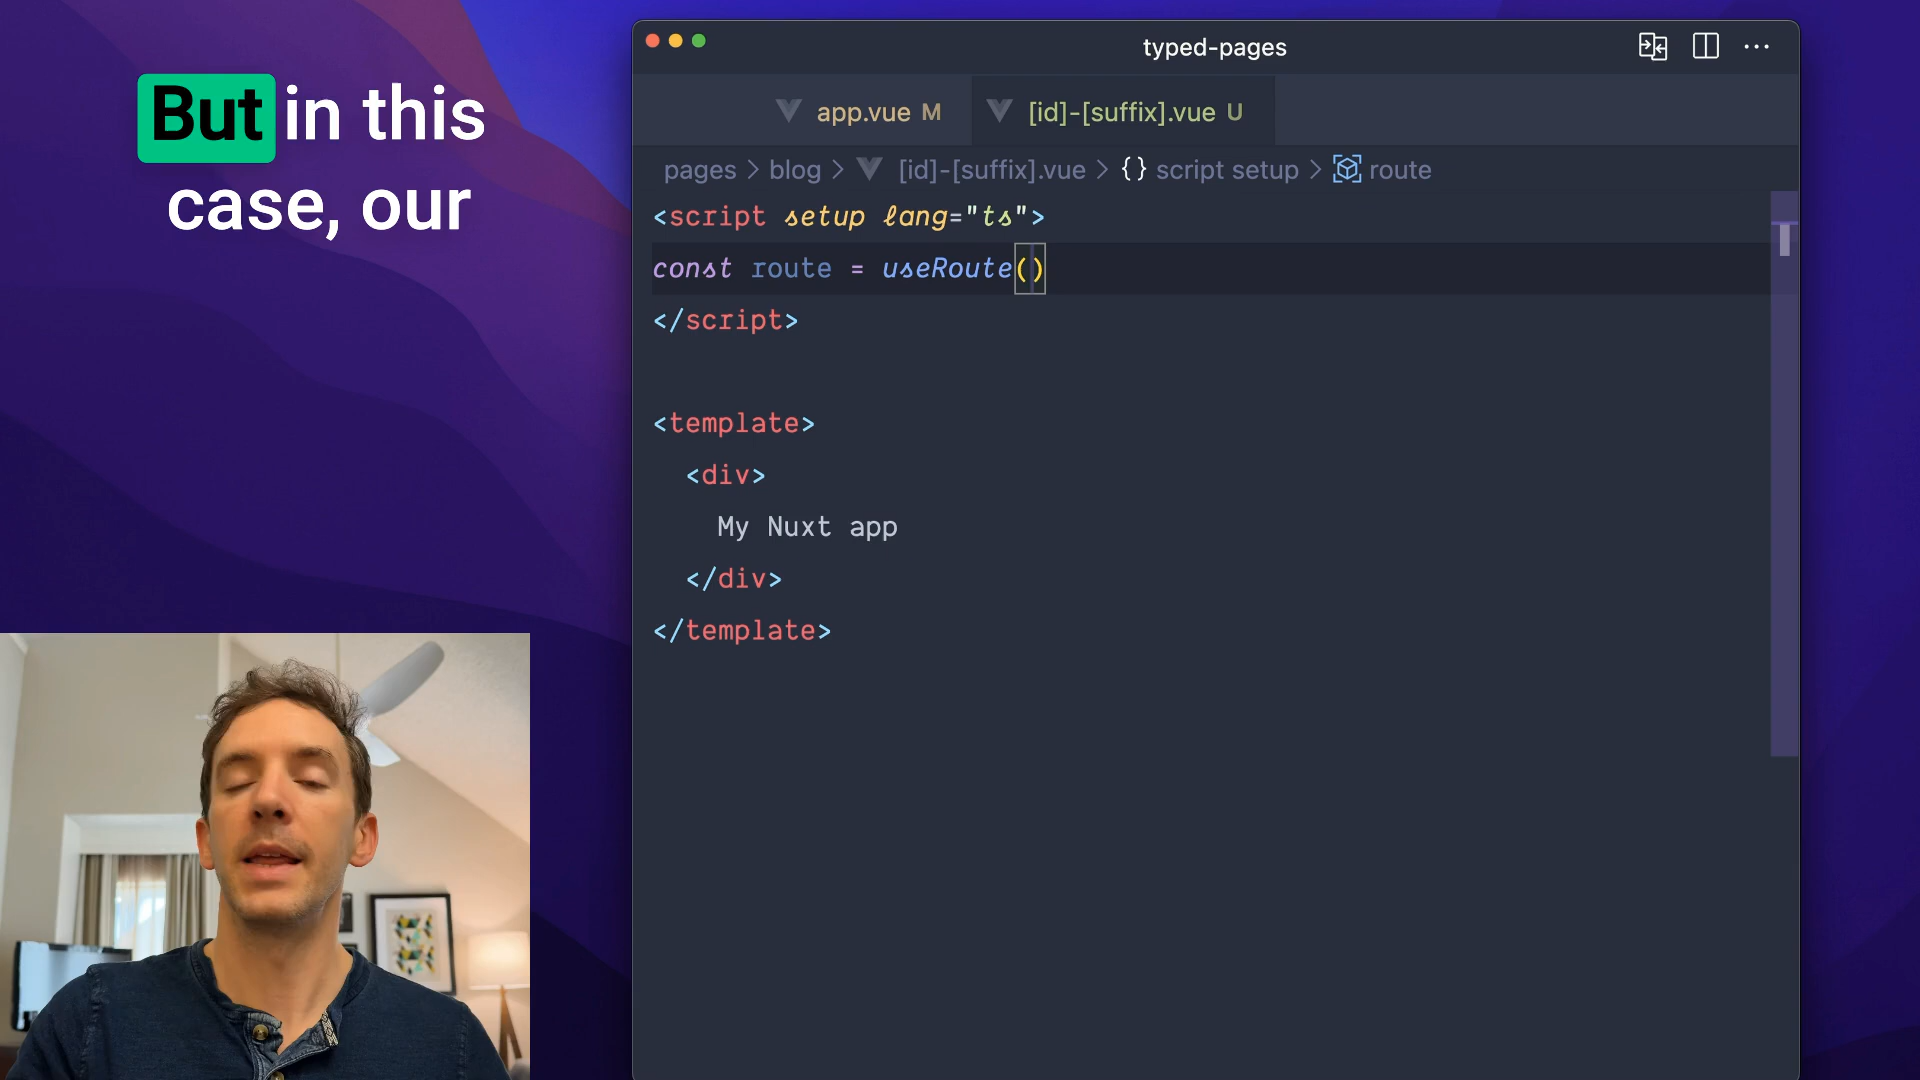 But in this
case, our
typed-pages
app.vue M
[id]-[suffix].vue U
pages > blog > [id]-[suffix].vue > {} script setup > route
<script setup lang="ts">
const route = useRoute()
</script>
<template>
<div>
My Nuxt app
</div>
</template>